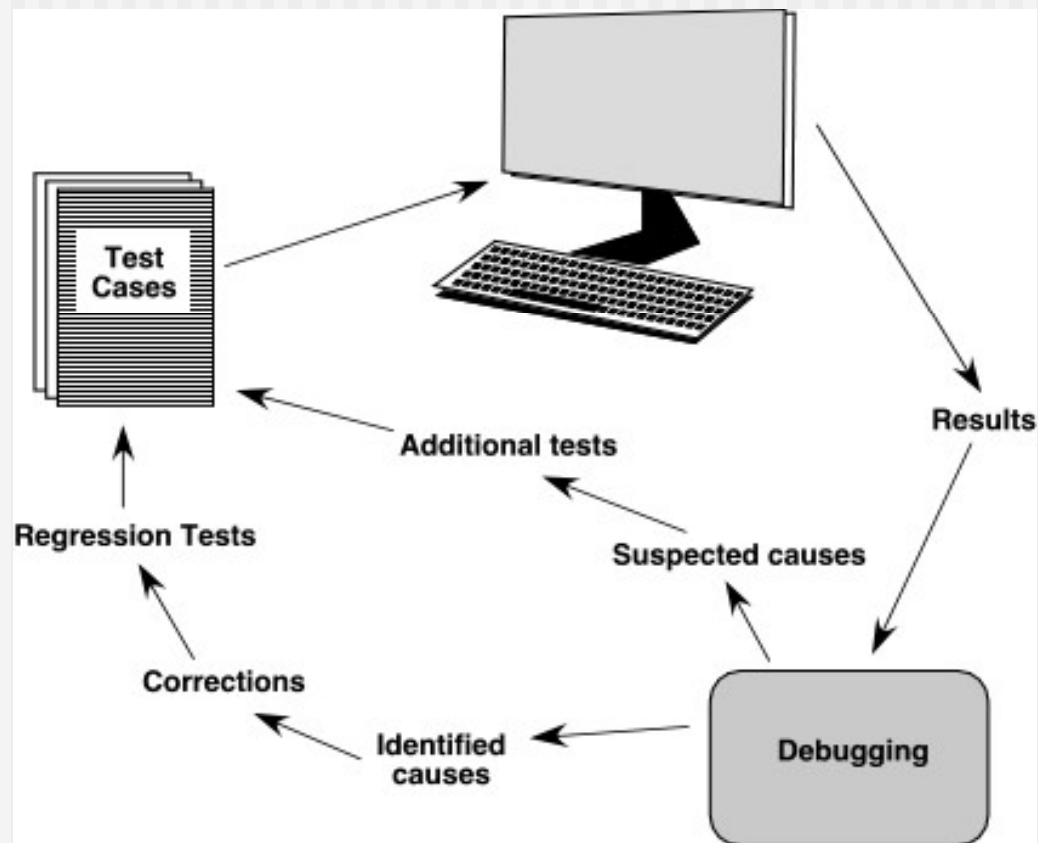 Test
Cases
Results
Additional tests
Regression Tests
Suspected causes
Corrections
Identified
causes
Debugging